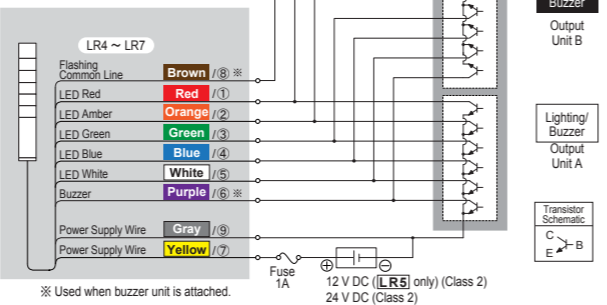 Buzzer
Output
Unit B
LR4 ～ LR7
Flashing
Common Line
Brown /⑧ ※
LED Red
Red /①
LED Amber
Orange /②
LED Green
Green /③
LED Blue
Blue /④
LED White
White /⑤
Buzzer
Purple /⑥ ※
Power Supply Wire
Gray /⑨
Power Supply Wire
Yellow /⑦
Fuse
1A
⊕
⊖
12 V DC (LR5 only) (Class 2)
24 V DC (Class 2)
※ Used when buzzer unit is attached.
Lighting/
Buzzer
Output
Unit A
Transistor
Schematic
C
B
E